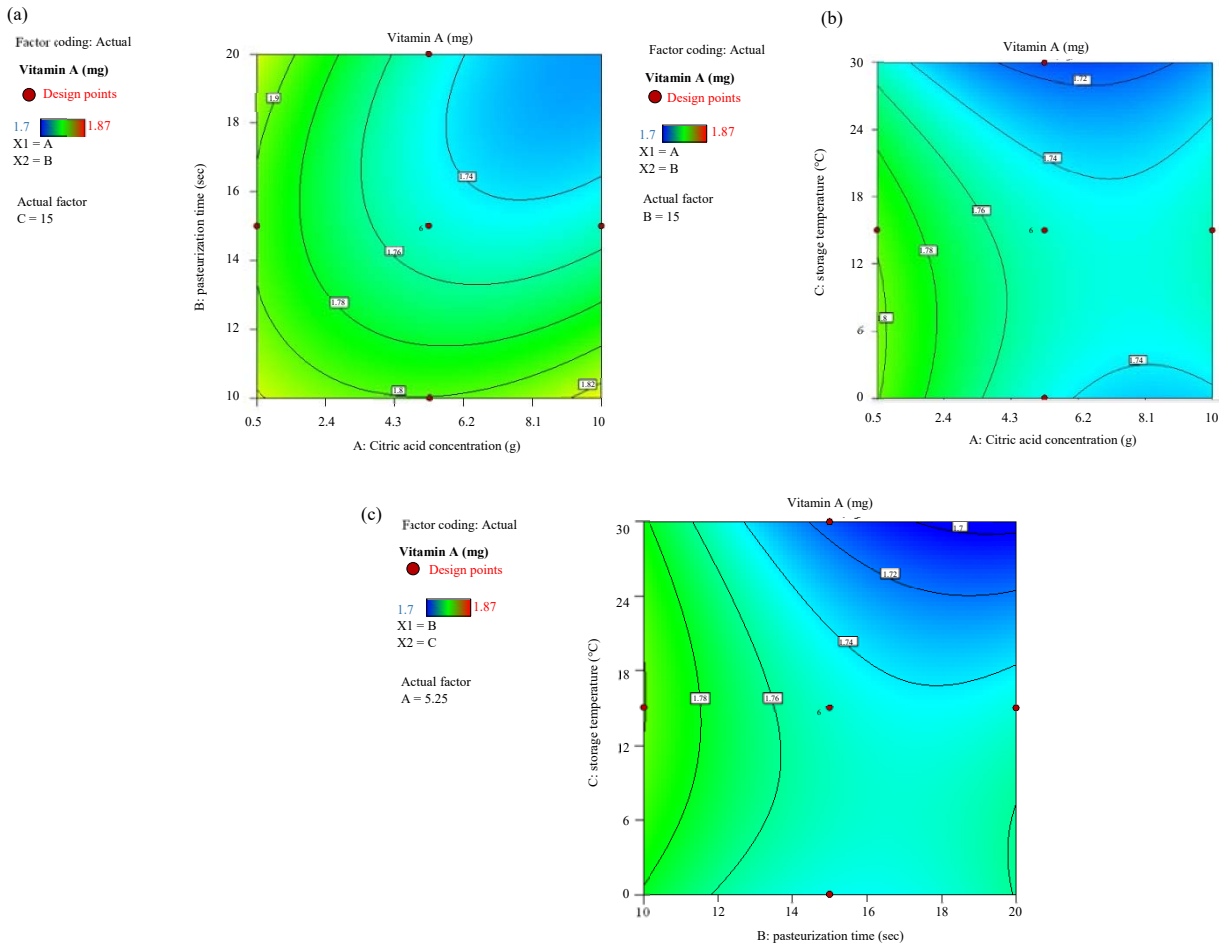 (a)
Factor coding: Actual
Vitamin A (mg)
Design points
1.7 1.87
X1 = A
X2 = B
Actual factor
C = 15
Vitamin A (mg)
B: pasteurization time (sec)
20
18
16
14
12
10
1.9
1.74
6
1.76
1.78
1.8
1.82
0.5 2.4 4.3 6.2 8.1 10
A: Citric acid concentration (g)
(b)
Factor coding: Actual
Vitamin A (mg)
Design points
1.7 1.87
X1 = A
X2 = B
Actual factor
B = 15
Vitamin A (mg)
C: storage temperature (°C)
30
24
18
12
6
0
1.72
1.74
1.76
6
1.78
.8
1.74
0.5 2.4 4.3 6.2 8.1 10
A: Citric acid concentration (g)
(c)
Factor coding: Actual
Vitamin A (mg)
Design points
1.7 1.87
X1 = B
X2 = C
Actual factor
A = 5.25
Vitamin A (mg)
C: storage temperature (°C)
30
24
18
12
6
0
1.7
1.72
1.74
1.78 1.76
6
10 12 14 16 18 20
B: pasteurization time (sec)